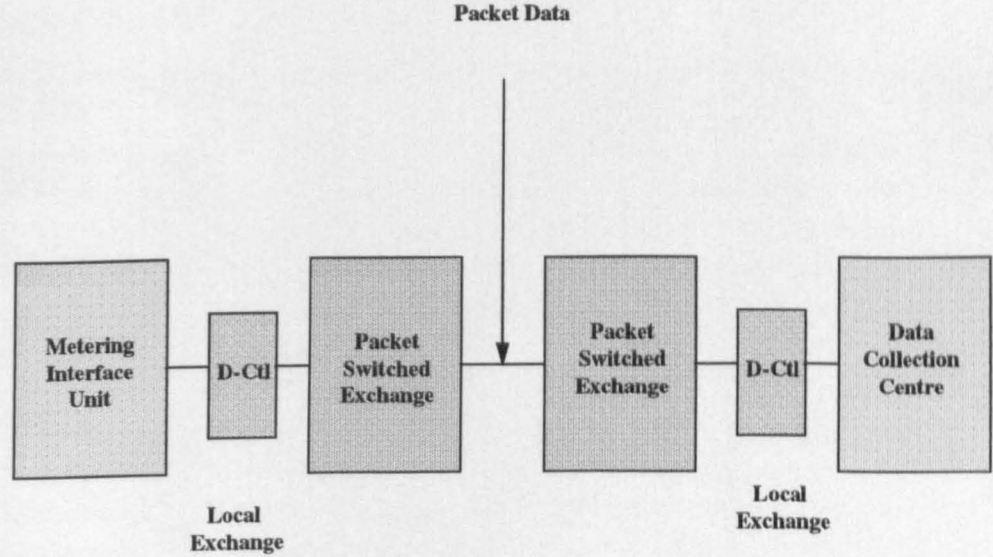 Packet Data
Metering
Interface
Unit
D-Ctl
Packet
Switched
Exchange
Packet
Switched
Exchange
D-Ctl
Data
Collection
Centre
Local
Exchange
Local
Exchange